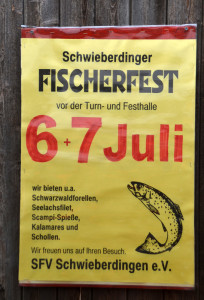 Schwieberdinger
FISCHERFEST
vor der Turn- und Festhalle
6+7 Juli
wir bieten u.a.
Schwarzwaldforellen,
Seelachsfilet,
Scampi-Spieße,
Kalamares und
Schollen.
Wir freuen uns auf Ihren Besuch.
SFV Schwieberdingen e.V.